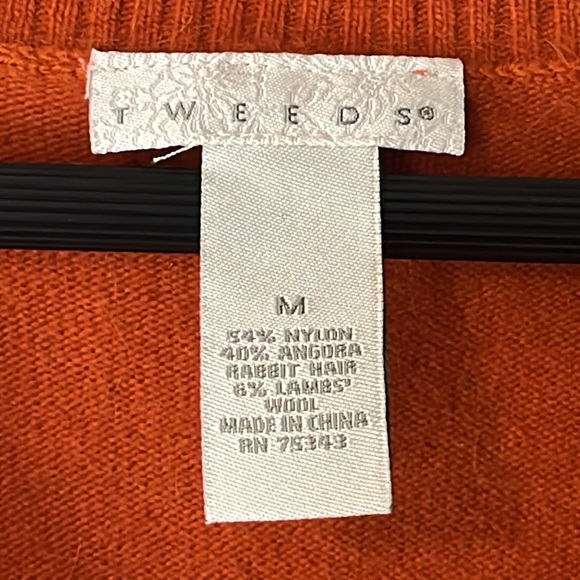 TWEEDS®
M
54% NYLON
40% ANGORA
RABBIT HAIR
6% LAMBS'
WOOL
MADE IN CHINA
RN 75343